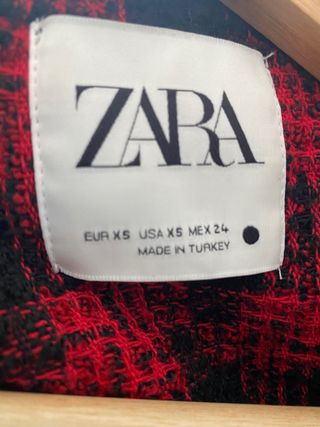 ZARA
EUR XS USA XS MEX 24
MADE IN TURKEY